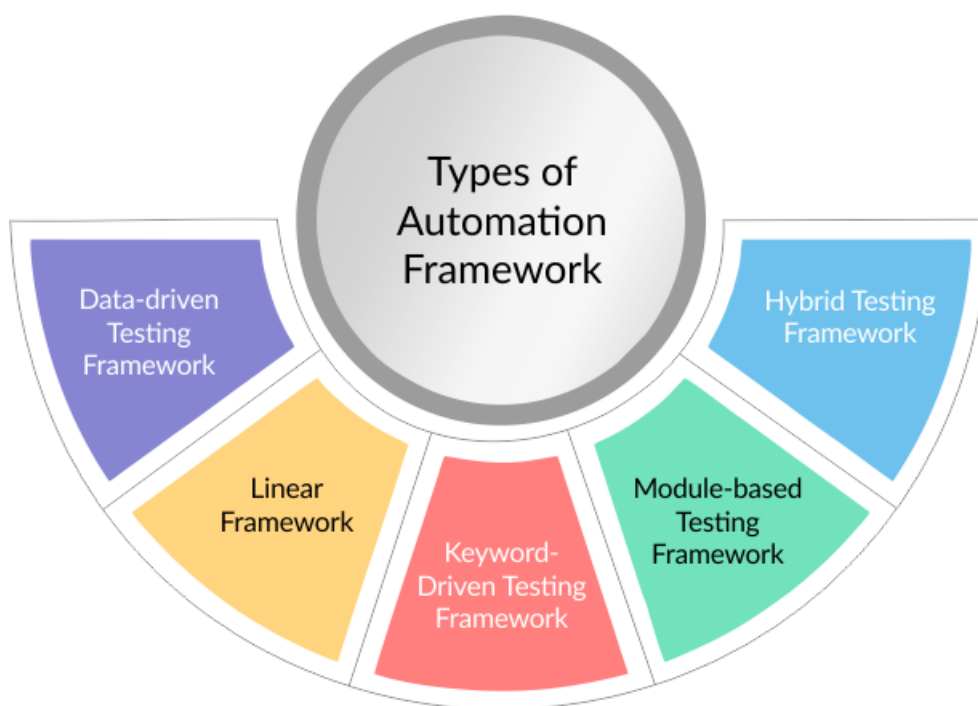 Types of
Automation
Framework
Data-driven
Testing
Framework
Linear
Framework
Keyword-
Driven Testing
Framework
Module-based
Testing
Framework
Hybrid Testing
Framework